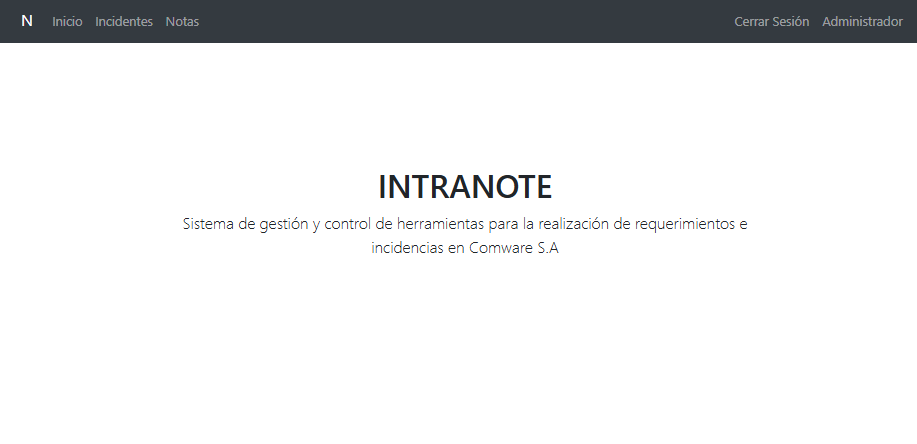 N Inicio Incidentes Notas Cerrar Sesión Administrador
INTRANOTE
Sistema de gestión y control de herramientas para la realización de requerimientos e
incidencias en Comware S.A